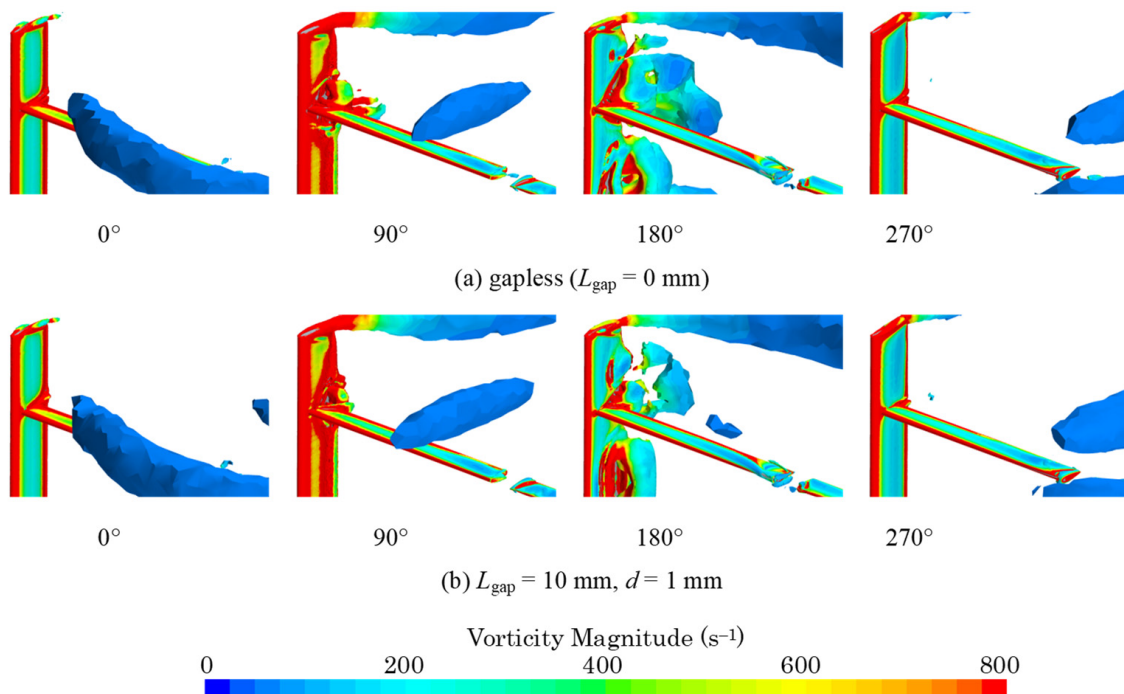 0° 90° 180° 270°
(a) gapless (Lgap = 0 mm)
0° 90° 180° 270°
(b) Lgap = 10 mm, d = 1 mm
Vorticity Magnitude (s⁻¹)
0 200 400 600 800